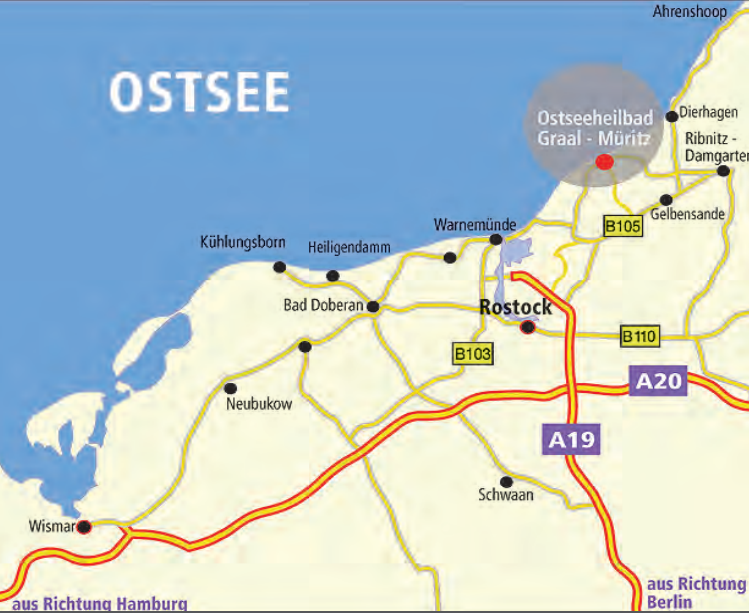 Ahrenshoop
OSTSEE
Ostseeheilbad
Graal - Müritz
Dierhagen
Ribnitz -
Damgarten
Gelbensande
B105
Warnemünde
Kühlungsborn
Heiligendamm
Bad Doberan
Rostock
B110
B103
A20
Neubukow
A19
Schwaan
Wismar
aus Richtung Hamburg
aus Richtung
Berlin